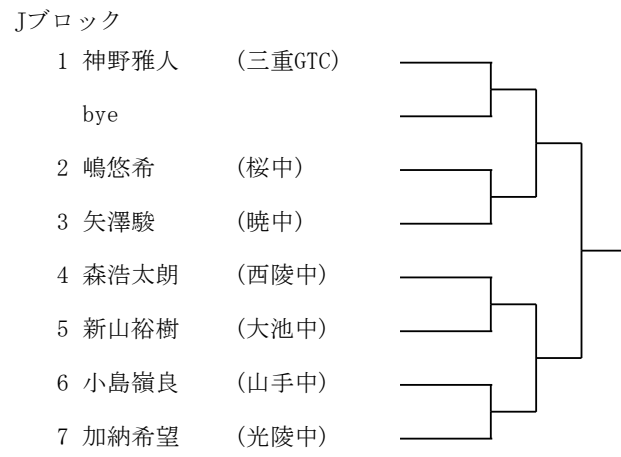 Jブロック
1 神野雅人 (三重GTC)
bye
2 嶋悠希 (桜中)
3 矢澤駿 (暁中)
4 森浩太朗 (西陵中)
5 新山裕樹 (大池中)
6 小島嶺良 (山手中)
7 加納希望 (光陵中)